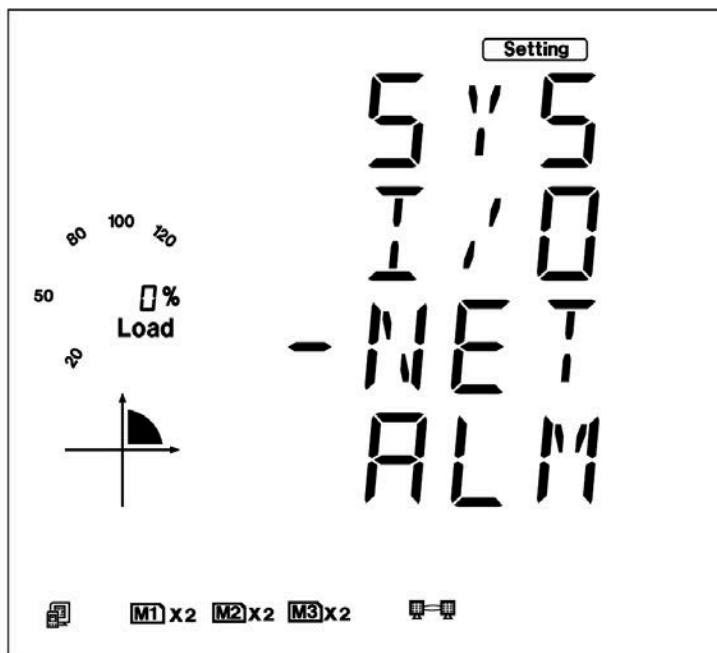 Setting
SYS
I/O
-NET
ALM
80 100 120
50
20
0%
Load
M1 X2 M2 X2 M3 X2